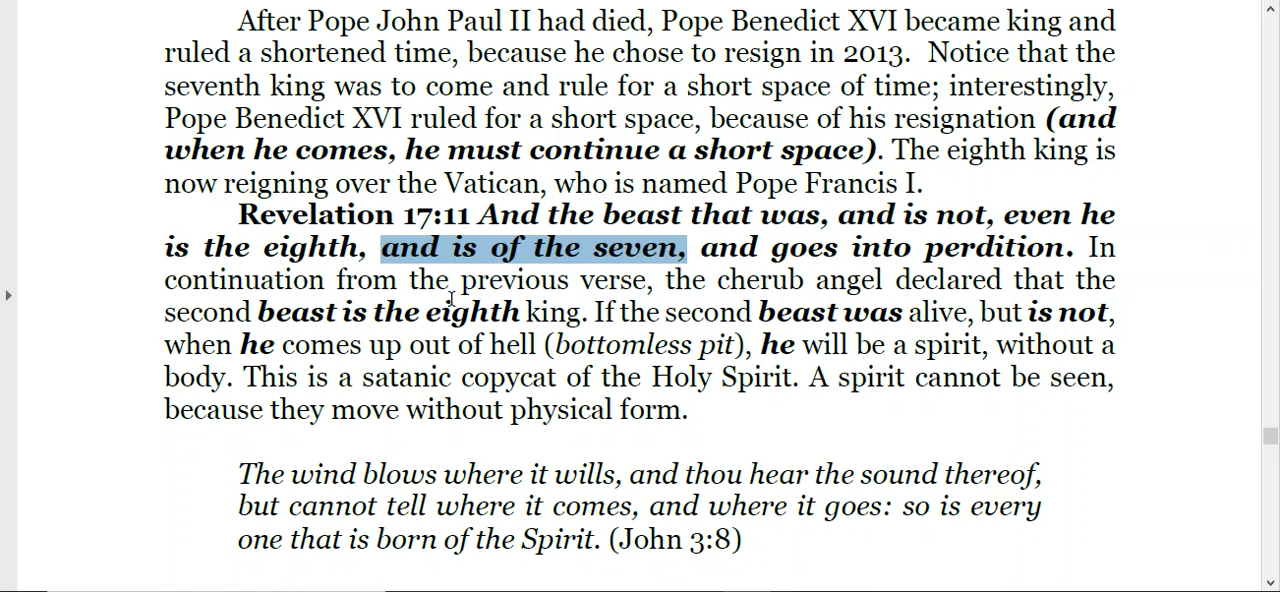 After Pope John Paul II had died, Pope Benedict XVI became king and
ruled a shortened time, because he chose to resign in 2013. Notice that the
seventh king was to come and rule for a short space of time; interestingly,
Pope Benedict XVI ruled for a short space, because of his resignation (and
when he comes, he must continue a short space). The eighth king is
now reigning over the Vatican, who is named Pope Francis I.
Revelation 17:11 And the beast that was, and is not, even he
is the eighth, and is of the seven, and goes into perdition. In
continuation from the previous verse, the cherub angel declared that the
second beast is the eighth king. If the second beast was alive, but is not,
when he comes up out of hell (bottomless pit), he will be a spirit, without a
body. This is a satanic copycat of the Holy Spirit. A spirit cannot be seen,
because they move without physical form.
The wind blows where it wills, and thou hear the sound thereof,
but cannot tell where it comes, and where it goes: so is every
one that is born of the Spirit. (John 3:8)